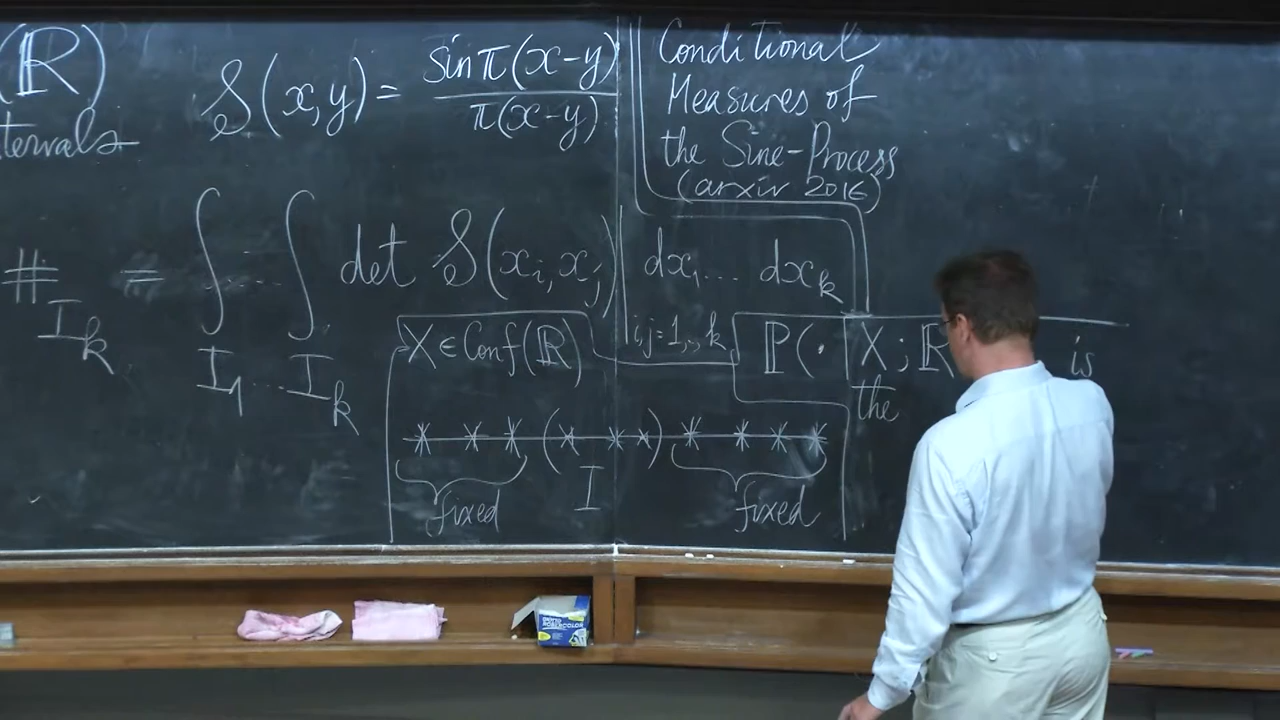 (ℝ)
tervals
S(x,y) = sin π(x-y) / π(x-y)
Conditional
Measures of
the Sine-Process
(arxiv 2016)
#_{I_k} = ∫_{I_1} ... ∫_{I_k} det S(x_i, x_j)|_{i,j=1,..,k} dx_1 ... dx_k
X ∈ Conf(ℝ)
ℙ(·|X; ℝ is
the
* * * ( * * * ) * * * *
fixed I fixed